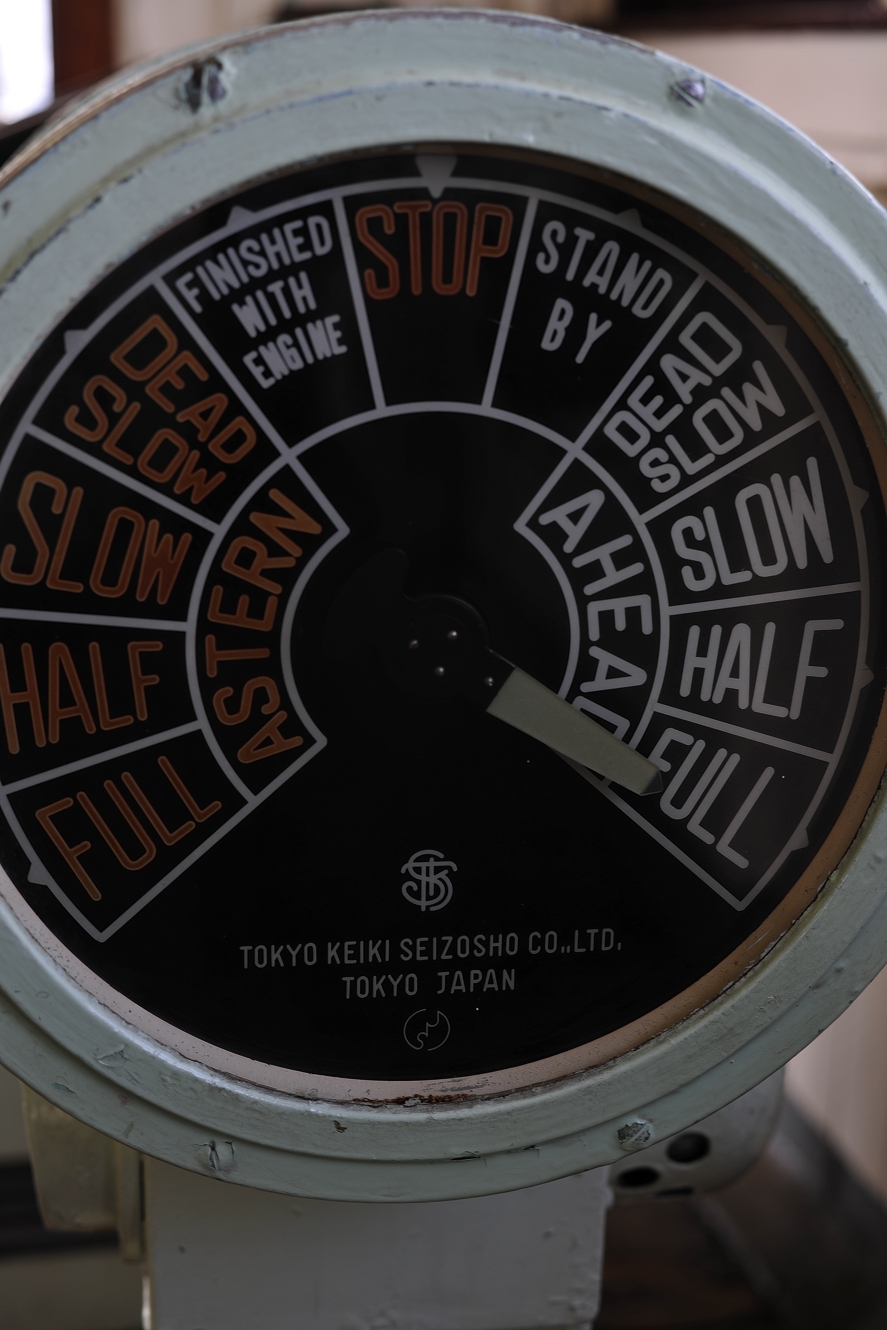 STOP
FINISHED
WITH
ENGINE
STAND
BY
DEAD
SLOW
DEAD
SLOW
SLOW
SLOW
HALF
HALF
FULL
FULL
ASTERN
AHEAD
TOKYO KEIKI SEIZOSHO CO.,LTD.
TOKYO JAPAN